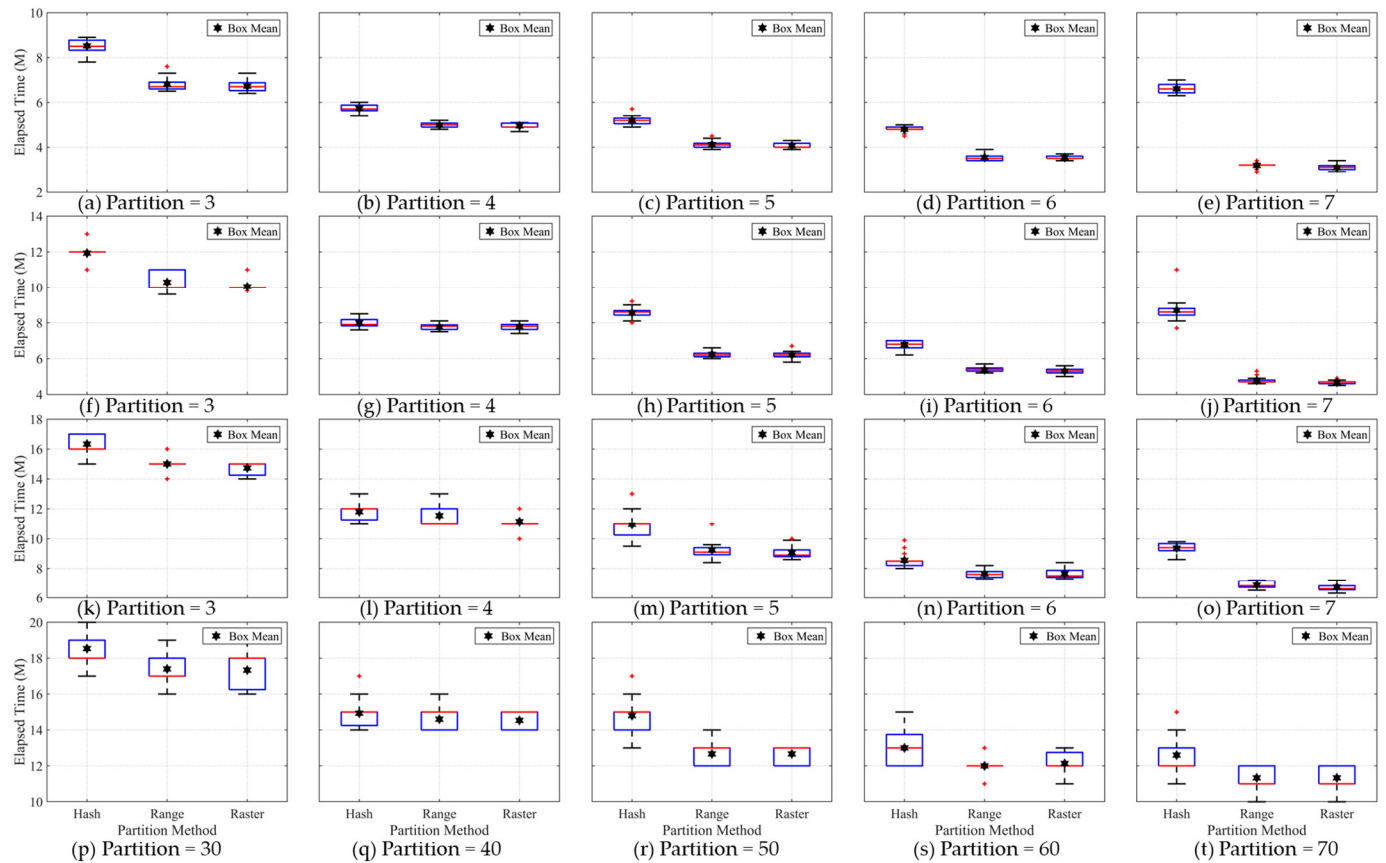 10
8
6
4
2
Elapsed Time (M)
Box Mean
Box Mean
Box Mean
Box Mean
Box Mean
(a) Partition = 3
(b) Partition = 4
(c) Partition = 5
(d) Partition = 6
(e) Partition = 7
14
12
10
8
6
4
Elapsed Time (M)
Box Mean
Box Mean
Box Mean
Box Mean
Box Mean
(f) Partition = 3
(g) Partition = 4
(h) Partition = 5
(i) Partition = 6
(j) Partition = 7
18
16
14
12
10
8
6
Elapsed Time (M)
Box Mean
Box Mean
Box Mean
Box Mean
Box Mean
(k) Partition = 3
(l) Partition = 4
(m) Partition = 5
(n) Partition = 6
(o) Partition = 7
20
18
16
14
12
10
Elapsed Time (M)
Box Mean
Box Mean
Box Mean
Box Mean
Box Mean
Hash Range Raster
Hash Range Raster
Hash Range Raster
Hash Range Raster
Hash Range Raster
Partition Method
Partition Method
Partition Method
Partition Method
Partition Method
(p) Partition = 30
(q) Partition = 40
(r) Partition = 50
(s) Partition = 60
(t) Partition = 70